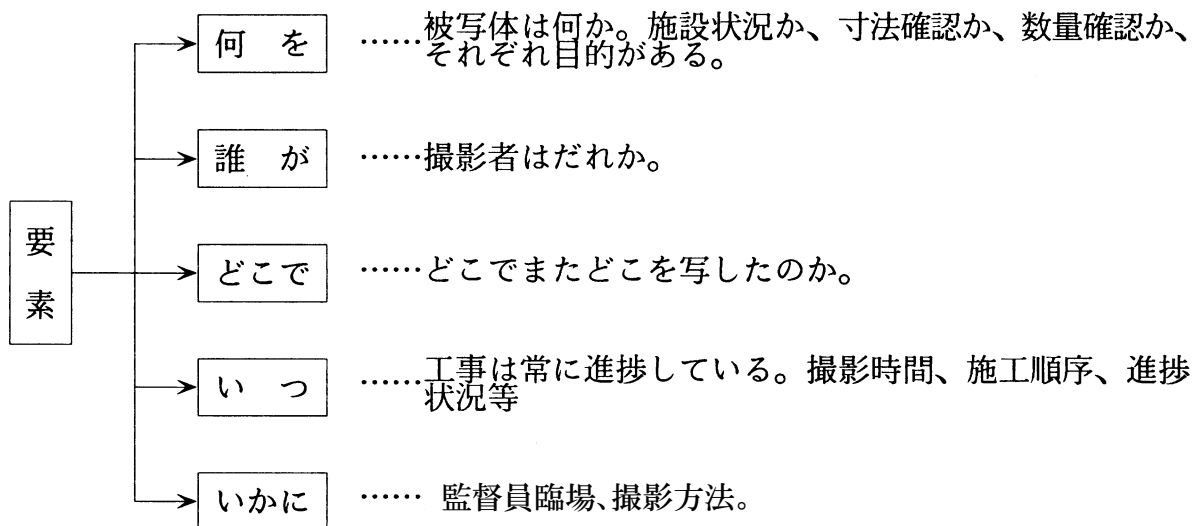 要素
何を
……被写体は何か。施設状況か、寸法確認か、数量確認か、
それぞれ目的がある。
誰が
……撮影者はだれか。
どこで
……どこでまたどこを写したのか。
いつ
……工事は常に進捗している。撮影時間、施工順序、進捗
状況等
いかに
……監督員臨場、撮影方法。